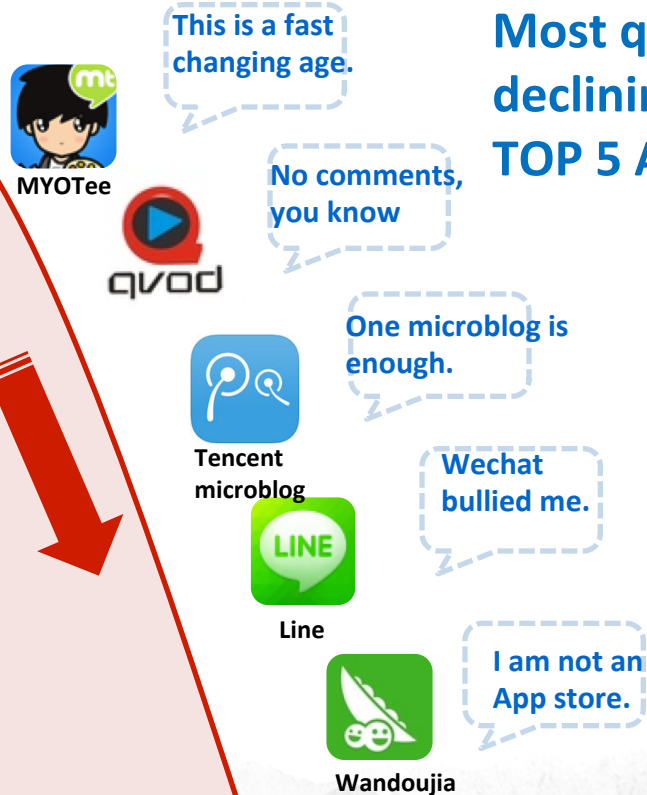 Most q
declinin
TOP 5 A
This is a fast
changing age.
mt
MYOTee
No comments,
you know
qvod
One microblog is
enough.
Tencent
microblog
Wechat
bullied me.
LINE
Line
I am not an
App store.
Wandoujia